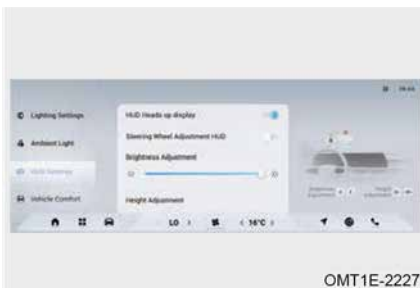 Lighting Settings
HUD Heads up display
Steering Wheel Adjustment HUD
Ambient Light
Brightness Adjustment
Vehicle Comfort
Height Adjustment
LO
16°C
OMT1E-2227